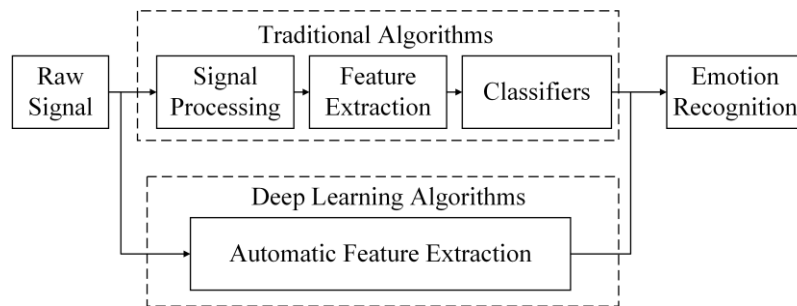 Traditional Algorithms
Raw
Signal
Signal
Processing
Feature
Extraction
Classifiers
Emotion
Recognition
Deep Learning Algorithms
Automatic Feature Extraction